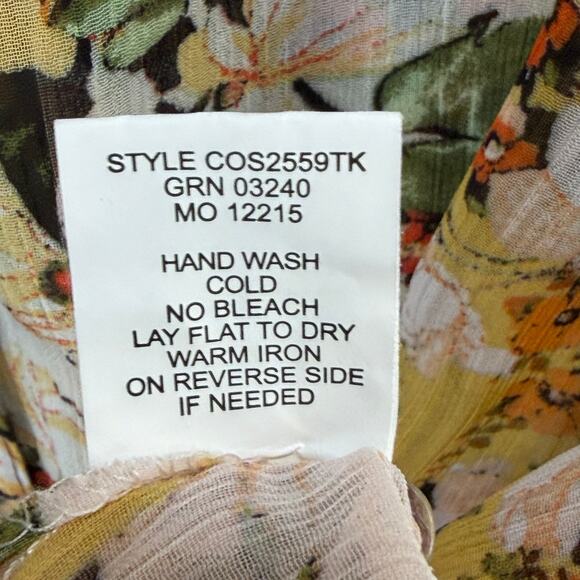 STYLE COS2559TK
GRN 03240
MO 12215
HAND WASH
COLD
NO BLEACH
LAY FLAT TO DRY
WARM IRON
ON REVERSE SIDE
IF NEEDED